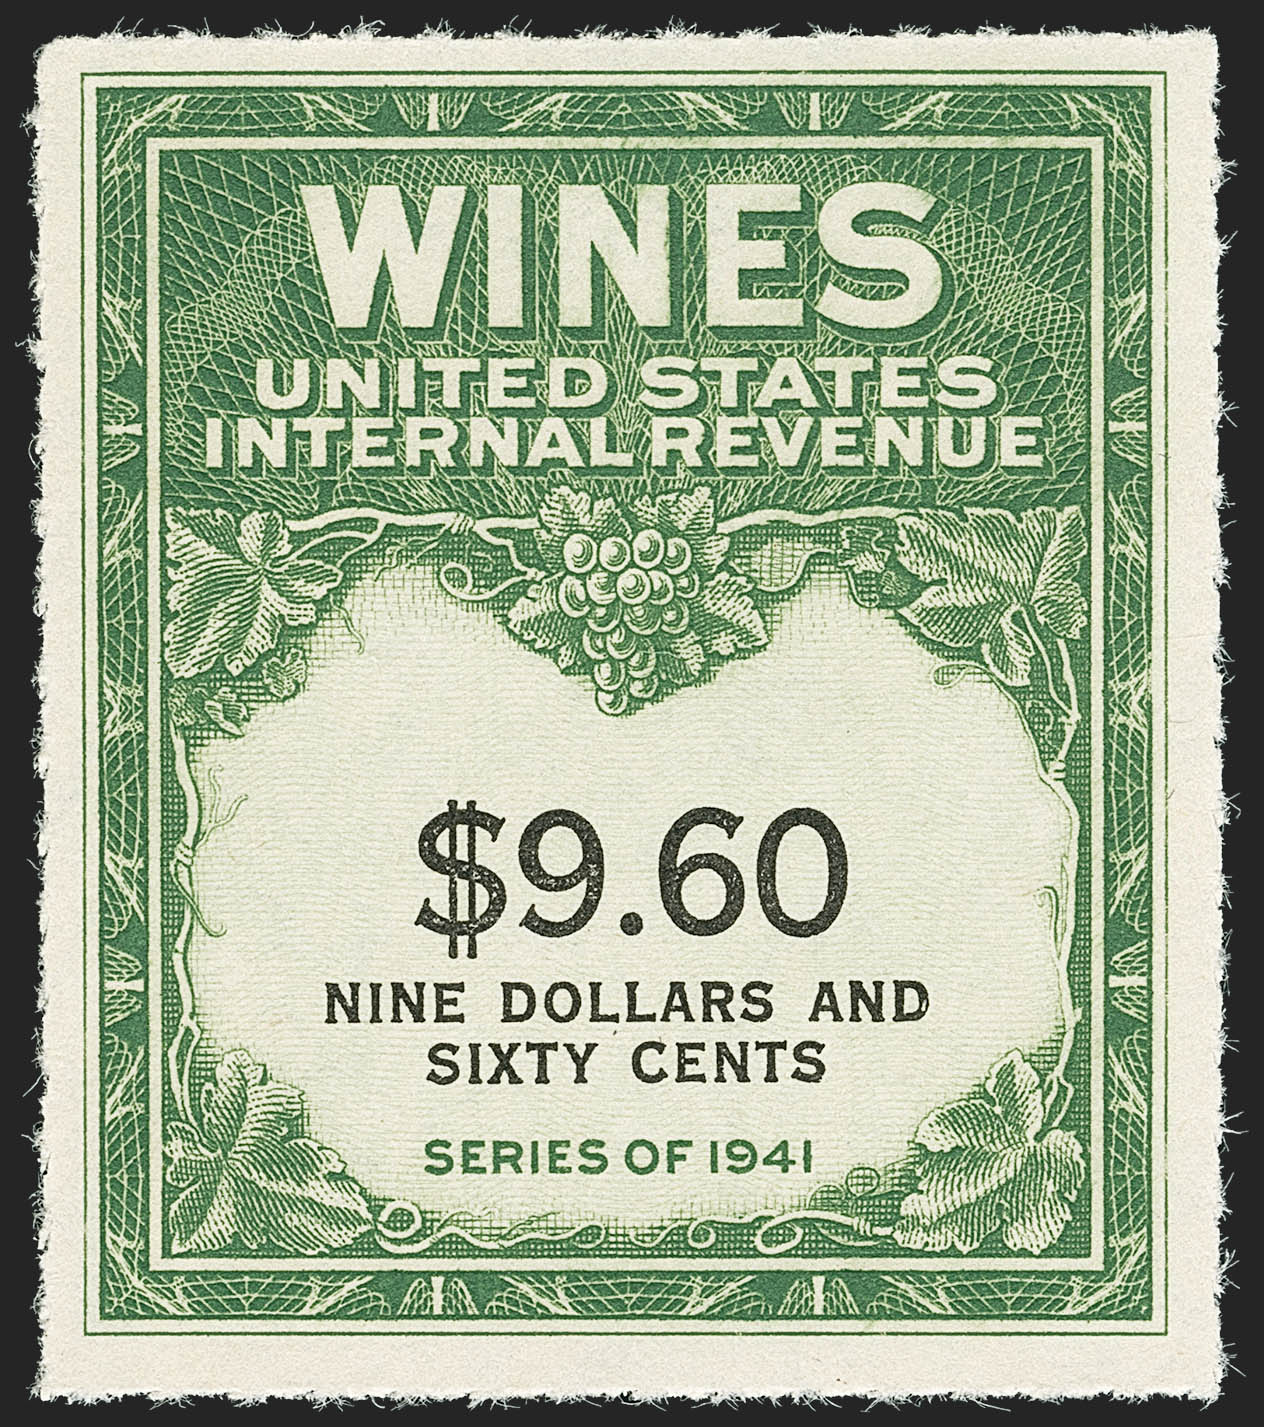 WINES
UNITED STATES
INTERNAL REVENUE
$9.60
NINE DOLLARS AND
SIXTY CENTS
SERIES OF 1941